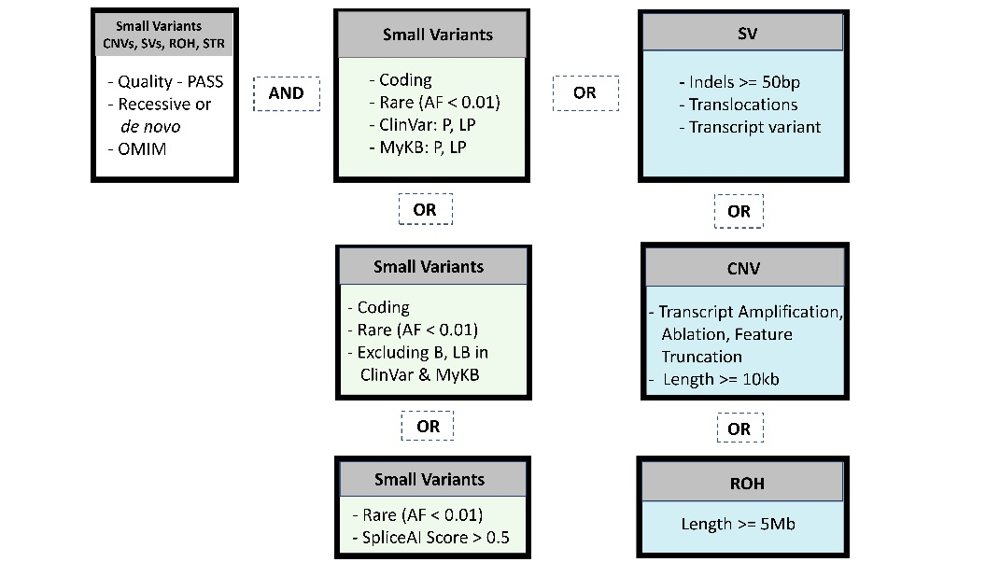 Small Variants
CNVs, SVs, ROH, STR
- Quality - PASS
- Recessive or
de novo
- OMIM
AND
Small Variants
- Coding
- Rare (AF < 0.01)
- ClinVar: P, LP
- MyKB: P, LP
OR
SV
- Indels >= 50bp
- Translocations
- Transcript variant
OR
OR
Small Variants
- Coding
- Rare (AF < 0.01)
- Excluding B, LB in
ClinVar & MyKB
CNV
- Transcript Amplification,
Ablation, Feature
Truncation
- Length >= 10kb
OR
OR
Small Variants
- Rare (AF < 0.01)
- SpliceAI Score > 0.5
ROH
Length >= 5Mb